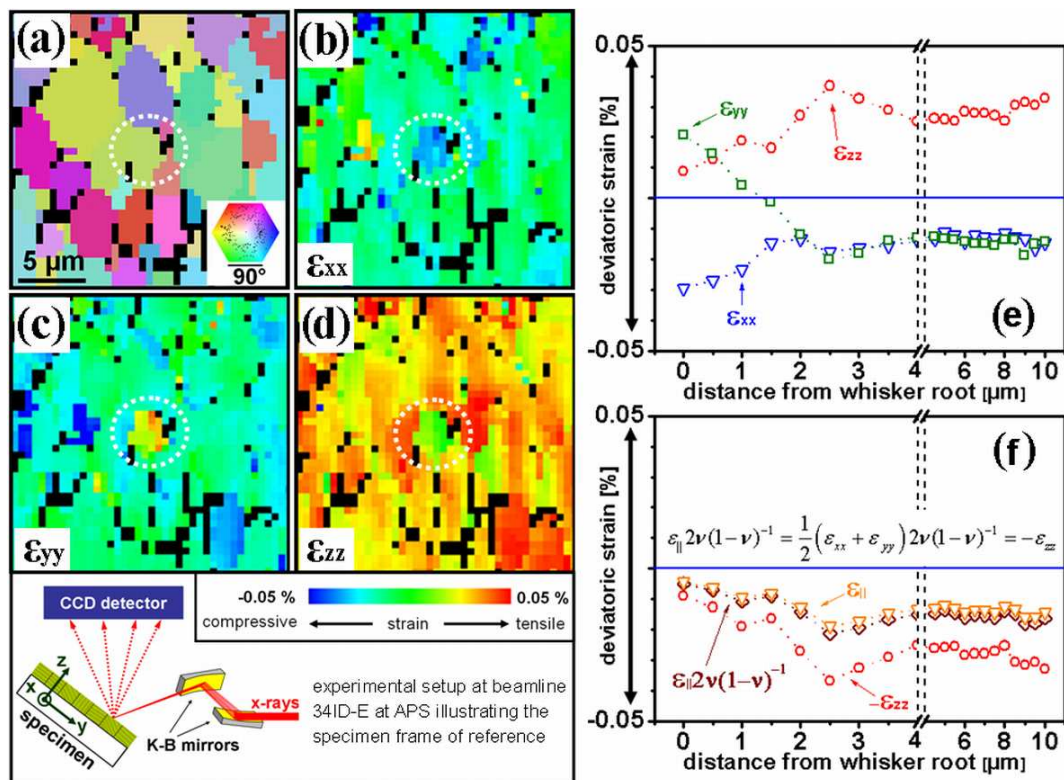 (a)
5 µm
90°
(b)
εxx
(c)
εyy
(d)
εzz
CCD detector
-0.05 % 0.05 %
compressive strain tensile
z
x
y
specimen
K-B mirrors
x-rays
experimental setup at beamline
34ID-E at APS illustrating the
specimen frame of reference
0.05
deviatoric strain [%]
-0.05
εyy
εzz
εxx
(e)
0 1 2 3 4 6 8 10
distance from whisker root [µm]
0.05
deviatoric strain [%]
-0.05
(f)
ε||2ν(1−ν)⁻¹ = 1/2(εxx + εyy)2ν(1−ν)⁻¹ = −εzz
ε||
ε||2ν(1−ν)⁻¹
−εzz
0 1 2 3 4 6 8 10
distance from whisker root [µm]